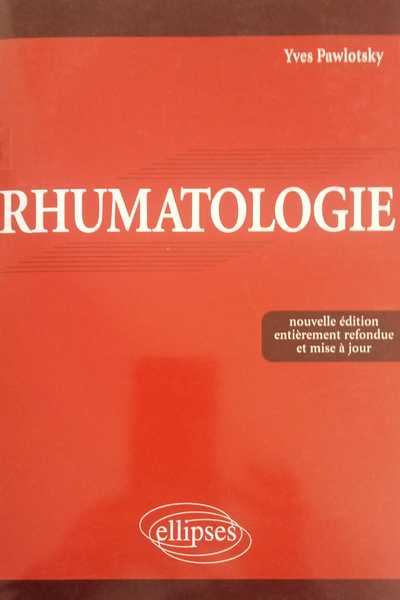 Yves Pawlotsky
RHUMATOLOGIE
nouvelle édition
entièrement refondue
et mise à jour
ellipses